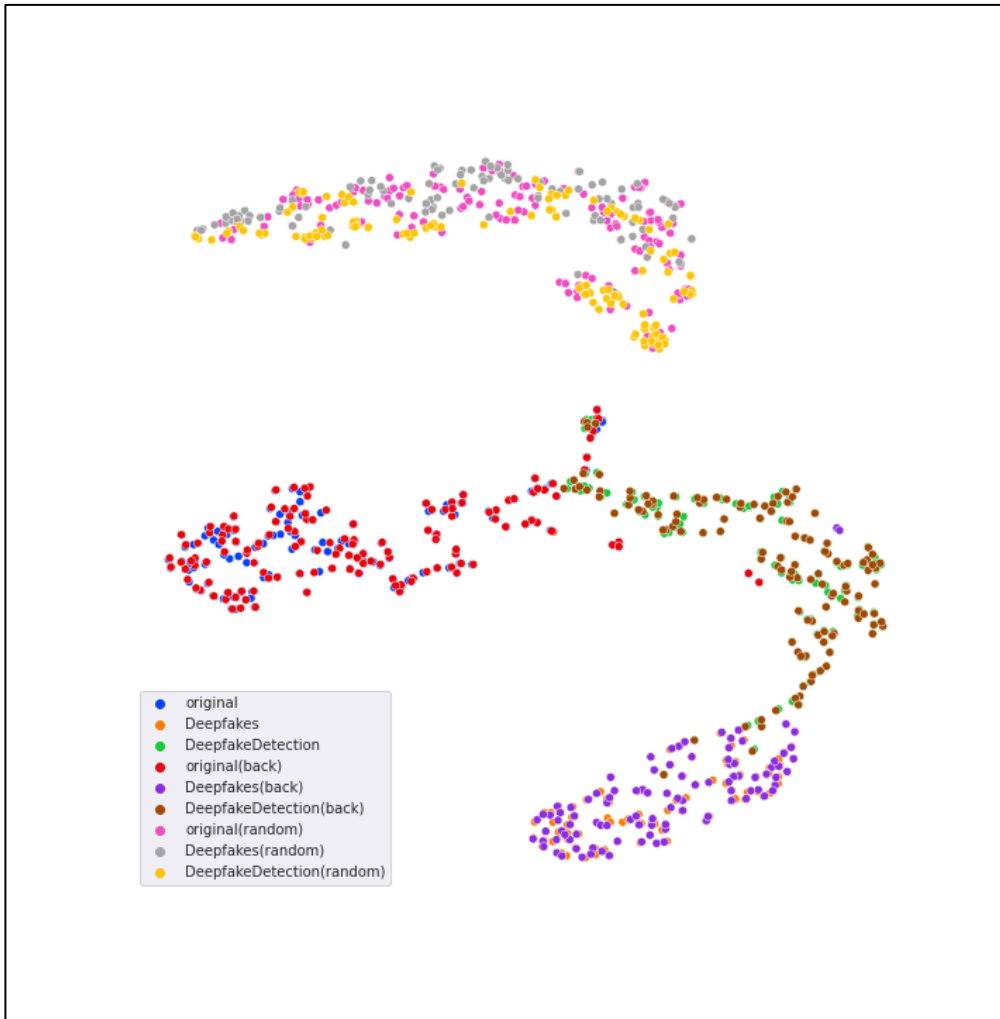 original
Deepfakes
DeepfakeDetection
original(back)
Deepfakes(back)
DeepfakeDetection(back)
original(random)
Deepfakes(random)
DeepfakeDetection(random)